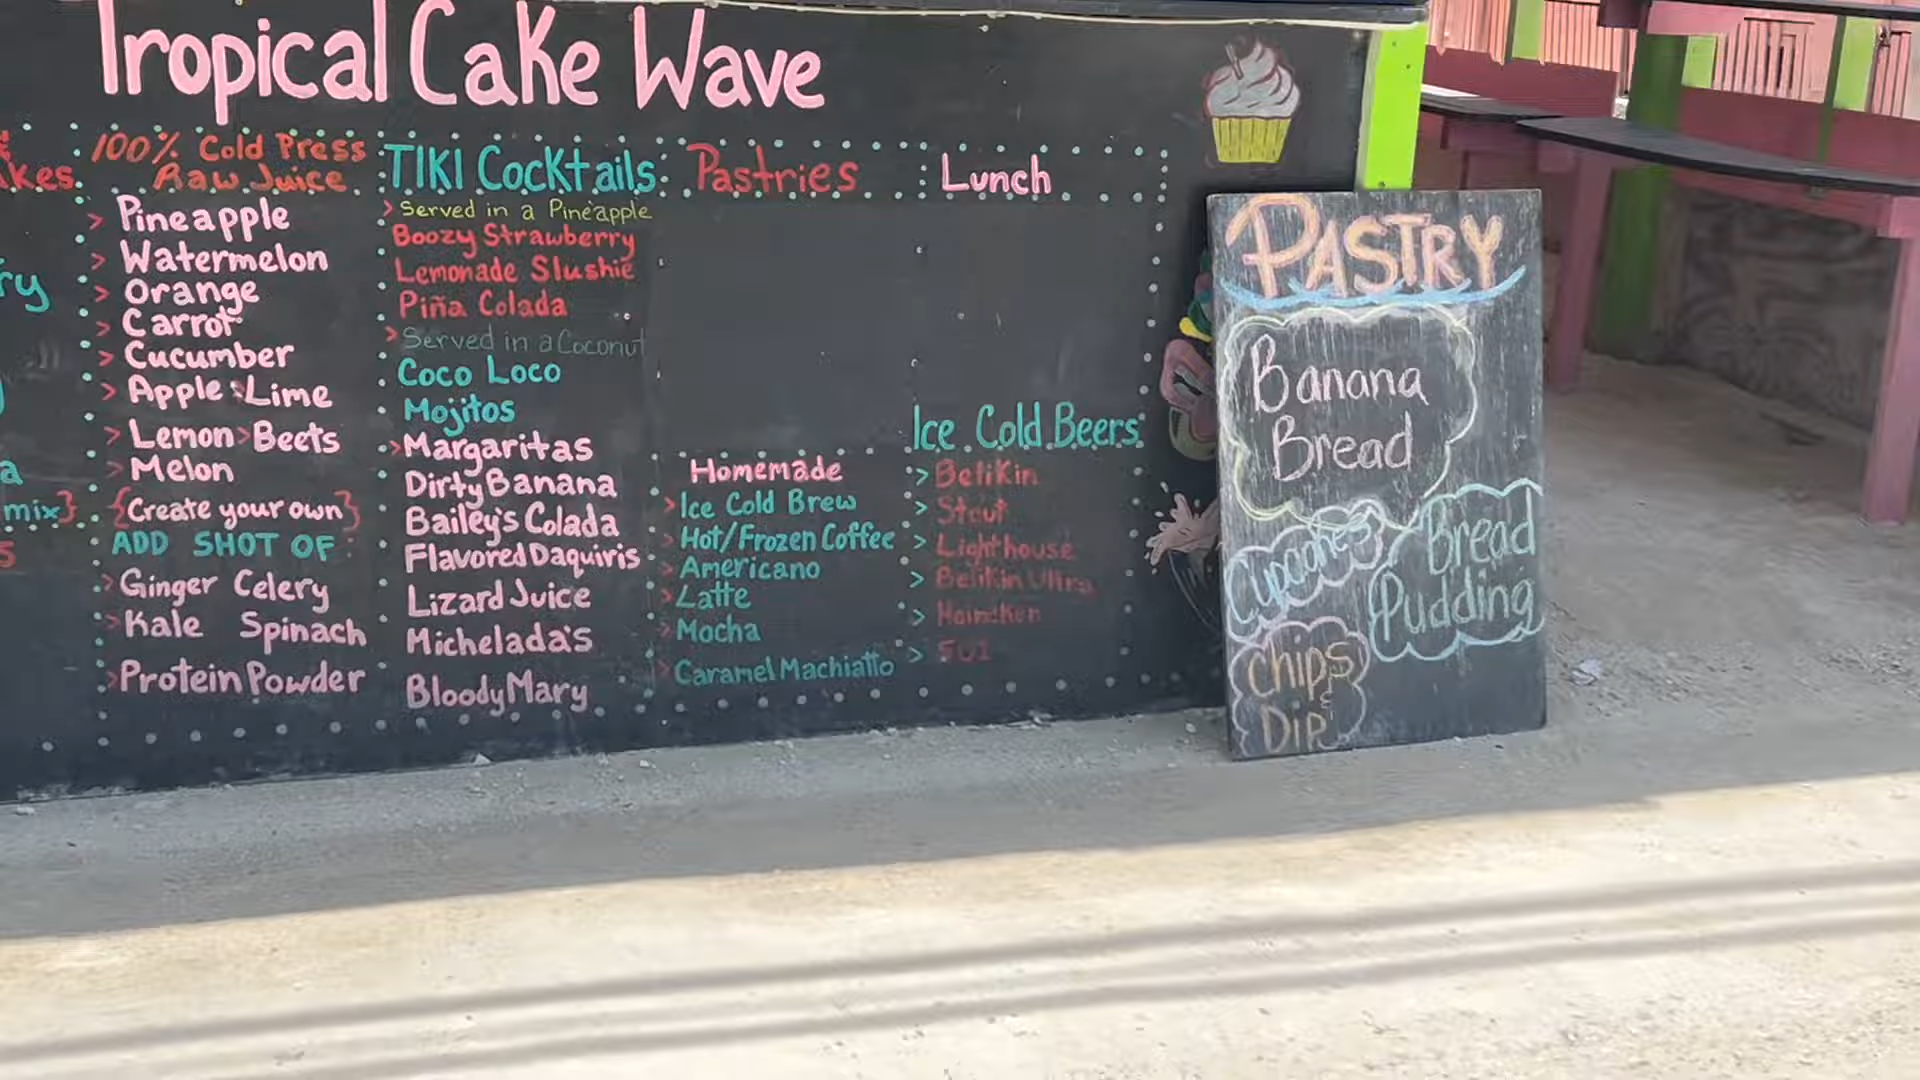 Tropical Cake Wave
kes
ry
a
mix}
s
100% Cold Press
Raw Juice
> Pineapple
> Watermelon
> Orange
> Carrot
> Cucumber
> Apple > Lime
> Lemon > Beets
> Melon
{Create your own}
ADD SHOT OF:
> Ginger Celery
> Kale Spinach
> Protein Powder
TIKI Cocktails
> Served in a Pineapple
Boozy Strawberry
Lemonade Slushie
Piña Colada
> Served in a Coconut
Coco Loco
Mojitos
> Margaritas
Dirty Banana
Bailey's Colada
Flavored Daquiris
Lizard Juice
Michelada's
Bloody Mary
Pastries
Homemade
> Ice Cold Brew
> Hot/Frozen Coffee
> Americano
> Latte
> Mocha
> Caramel Machiatto
Lunch
Ice Cold Beers
> Belikin
> Stout
> Lighthouse
> Belikin Ultra
> Heineken
>
PASTRY
Banana
Bread
Cupcakes
Bread
Pudding
Chips
&
Dip